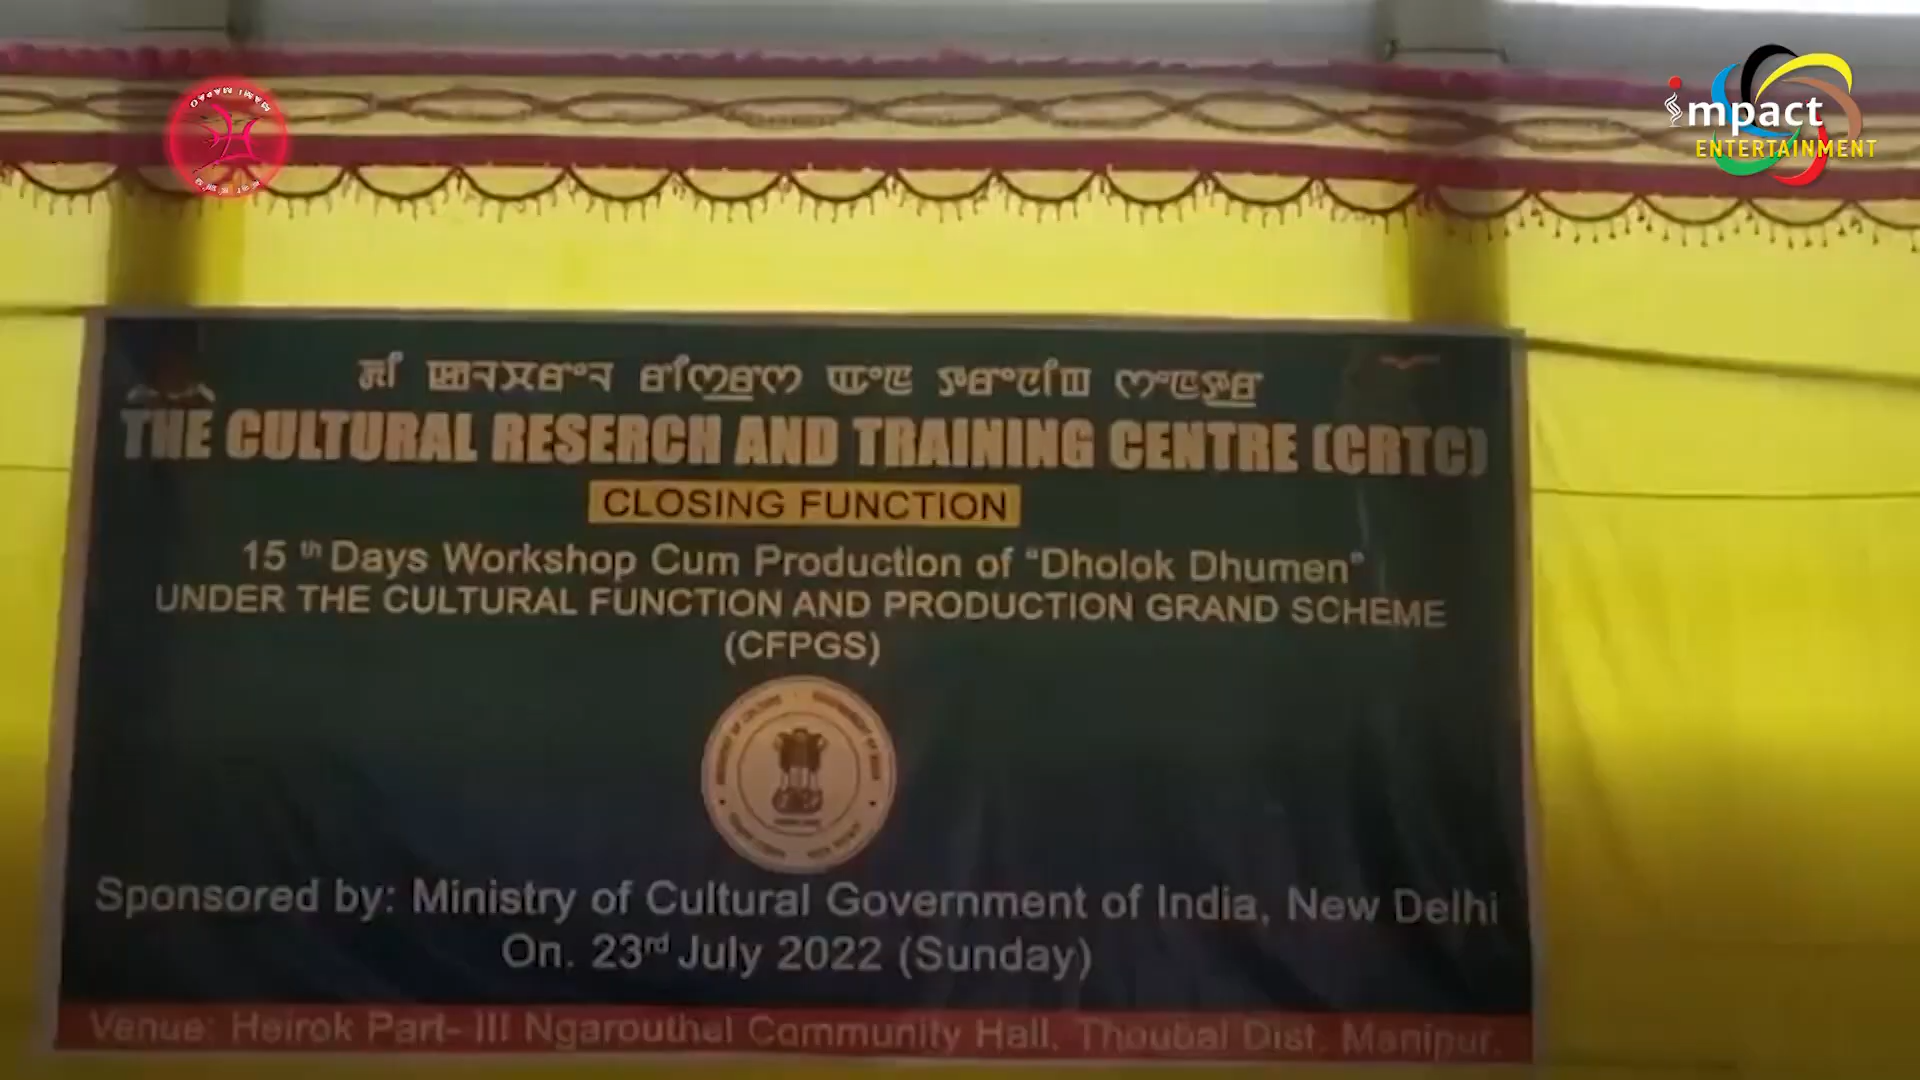 impact
ENTERTAINMENT
MAMI MAPAO
THE CULTURAL RESERCH AND TRAINING CENTRE (CRTC)
CLOSING FUNCTION
15 th Days Workshop Cum Production of “Dholok Dhumen”
UNDER THE CULTURAL FUNCTION AND PRODUCTION GRAND SCHEME
(CFPGS)
Sponsored by: Ministry of Cultural Government of India, New Delhi
On. 23rd July 2022 (Sunday)
Venue: Heirok Part- III Ngarouthel Community Hall, Thoubal Dist. Manipur.